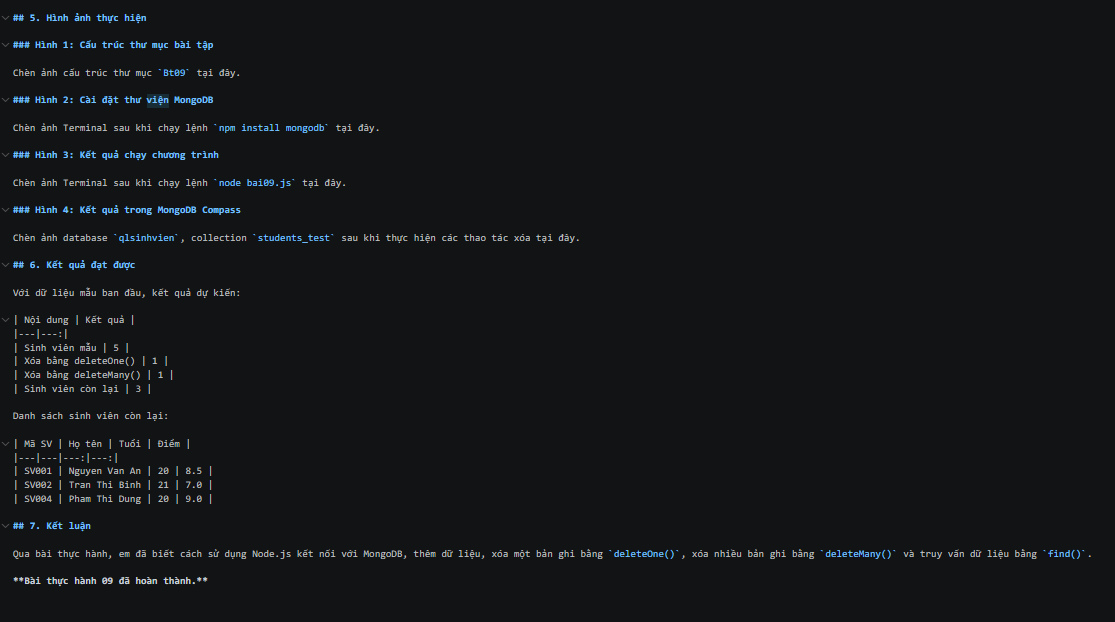 ## 5. Hình ảnh thực hiện
### Hình 1: Cấu trúc thư mục bài tập
Chèn ảnh cấu trúc thư mục `Bt09` tại đây.
### Hình 2: Cài đặt thư viện MongoDB
Chèn ảnh Terminal sau khi chạy lệnh `npm install mongodb` tại đây.
### Hình 3: Kết quả chạy chương trình
Chèn ảnh Terminal sau khi chạy lệnh `node bai09.js` tại đây.
### Hình 4: Kết quả trong MongoDB Compass
Chèn ảnh database `qlsinhvien`, collection `students_test` sau khi thực hiện các thao tác xóa tại đây.
## 6. Kết quả đạt được
Với dữ liệu mẫu ban đầu, kết quả dự kiến:
| Nội dung | Kết quả |
|---|---:|
| Sinh viên mẫu | 5 |
| Xóa bằng deleteOne() | 1 |
| Xóa bằng deleteMany() | 1 |
| Sinh viên còn lại | 3 |
Danh sách sinh viên còn lại:
| Mã SV | Họ tên | Tuổi | Điểm |
|---|---|---:|---:|
| SV001 | Nguyen Van An | 20 | 8.5 |
| SV002 | Tran Thi Binh | 21 | 7.0 |
| SV004 | Pham Thi Dung | 20 | 9.0 |
## 7. Kết luận
Qua bài thực hành, em đã biết cách sử dụng Node.js kết nối với MongoDB, thêm dữ liệu, xóa một bản ghi bằng `deleteOne()`, xóa nhiều bản ghi bằng `deleteMany()` và truy vấn dữ liệu bằng `find()`.
**Bài thực hành 09 đã hoàn thành.**